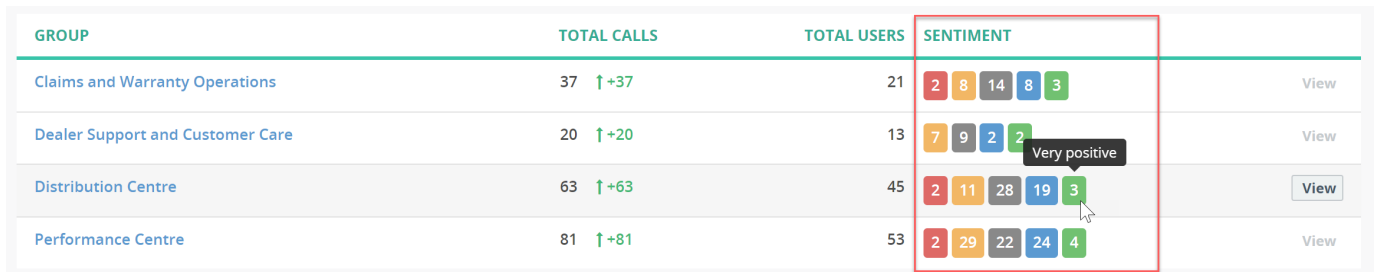 GROUP TOTAL CALLS TOTAL USERS SENTIMENT
Claims and Warranty Operations 37 +37 21 2 8 14 8 3 View
Dealer Support and Customer Care 20 +20 13 7 9 2 2 View
Very positive
Distribution Centre 63 +63 45 2 11 28 19 3 View
Performance Centre 81 +81 53 2 29 22 24 4 View